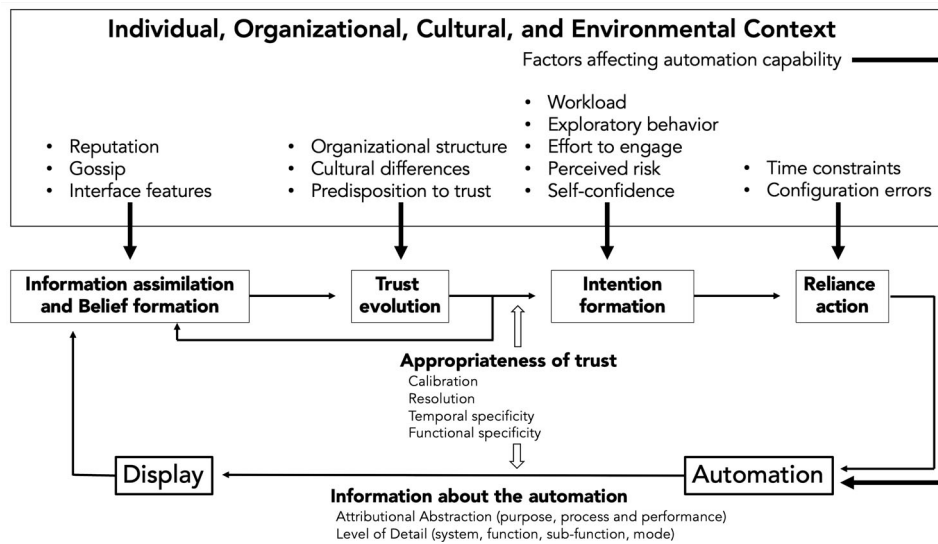 Individual, Organizational, Cultural, and Environmental Context
Factors affecting automation capability
• Reputation
• Gossip
• Interface features
• Organizational structure
• Cultural differences
• Predisposition to trust
• Workload
• Exploratory behavior
• Effort to engage
• Perceived risk
• Self-confidence
• Time constraints
• Configuration errors
Information assimilation
and Belief formation
Trust
evolution
Intention
formation
Reliance
action
Appropriateness of trust
Calibration
Resolution
Temporal specificity
Functional specificity
Display
Automation
Information about the automation
Attributional Abstraction (purpose, process and performance)
Level of Detail (system, function, sub-function, mode)